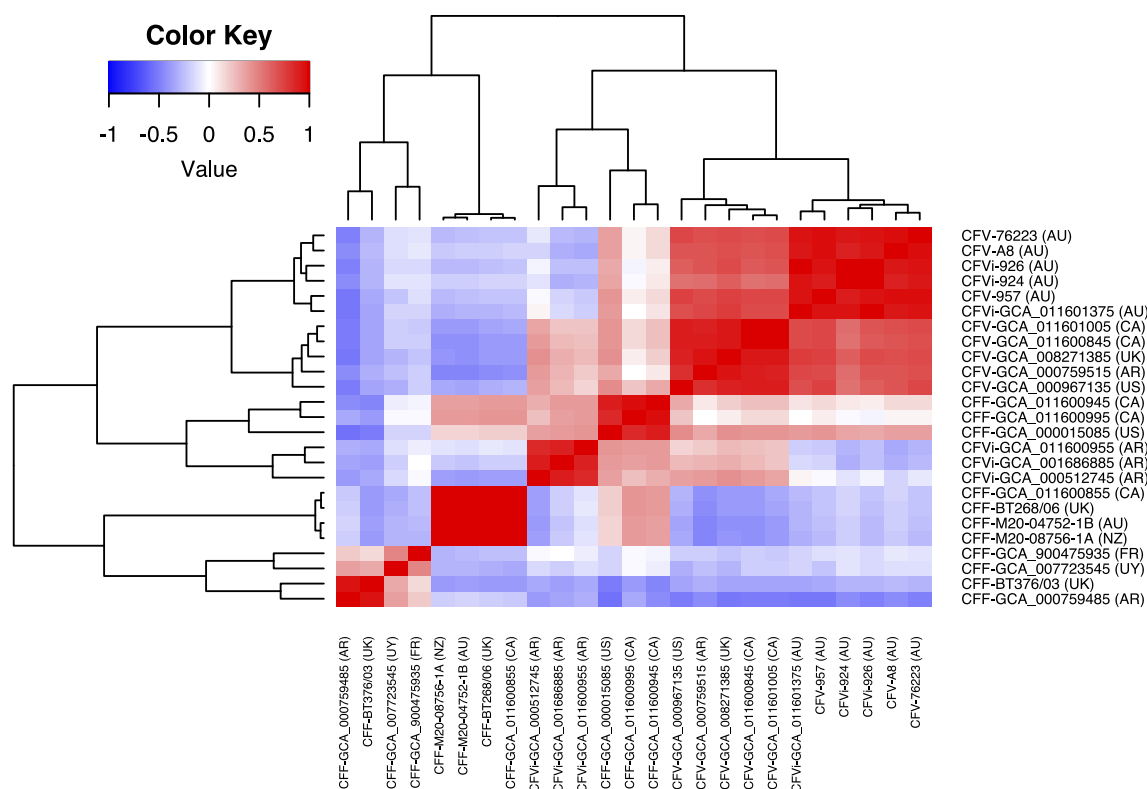 Color Key
-1 -0.5 0 0.5 1
Value
CFV-76223 (AU)
CFV-A8 (AU)
CFVi-926 (AU)
CFVi-924 (AU)
CFV-957 (AU)
CFVi-GCA_011601375 (AU)
CFV-GCA_011601005 (CA)
CFV-GCA_011600845 (CA)
CFV-GCA_008271385 (UK)
CFV-GCA_000759515 (AR)
CFV-GCA_000967135 (US)
CFF-GCA_011600945 (CA)
CFF-GCA_011600995 (CA)
CFF-GCA_000015085 (US)
CFVi-GCA_011600955 (AR)
CFVi-GCA_001686885 (AR)
CFVi-GCA_000512745 (AR)
CFF-GCA_011600855 (CA)
CFF-BT268/06 (UK)
CFF-M20-04752-1B (AU)
CFF-M20-08756-1A (NZ)
CFF-GCA_900475935 (FR)
CFF-GCA_007723545 (UY)
CFF-BT376/03 (UK)
CFF-GCA_000759485 (AR)
CFF-GCA_000759485 (AR)
CFF-BT376/03 (UK)
CFF-GCA_007723545 (UY)
CFF-GCA_900475935 (FR)
CFF-M20-08756-1A (NZ)
CFF-M20-04752-1B (AU)
CFF-BT268/06 (UK)
CFF-GCA_011600855 (CA)
CFVi-GCA_000512745 (AR)
CFVi-GCA_001686885 (AR)
CFVi-GCA_011600955 (AR)
CFF-GCA_000015085 (US)
CFF-GCA_011600995 (CA)
CFF-GCA_011600945 (CA)
CFV-GCA_000967135 (US)
CFV-GCA_000759515 (AR)
CFV-GCA_008271385 (UK)
CFV-GCA_011600845 (CA)
CFV-GCA_011601005 (CA)
CFVi-GCA_011601375 (AU)
CFV-957 (AU)
CFVi-924 (AU)
CFVi-926 (AU)
CFV-A8 (AU)
CFV-76223 (AU)